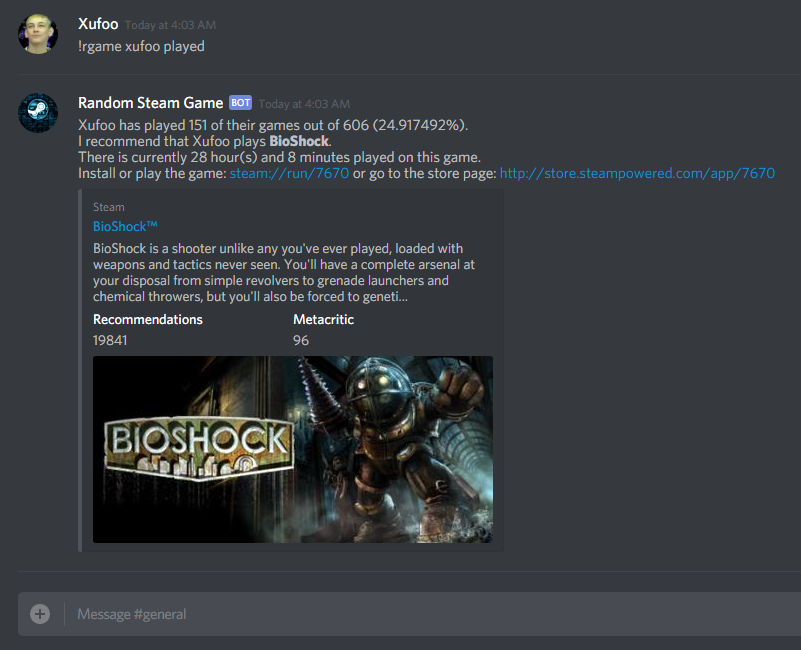 Xufoo Today at 4:03 AM
!rgame xufoo played
Random Steam Game BOT Today at 4:03 AM
Xufoo has played 151 of their games out of 606 (24.917492%).
I recommend that Xufoo plays BioShock.
There is currently 28 hour(s) and 8 minutes played on this game.
Install or play the game: steam://run/7670 or go to the store page: http://store.steampowered.com/app/7670
Steam
BioShock™
BioShock is a shooter unlike any you've ever played, loaded with
weapons and tactics never seen. You'll have a complete arsenal at
your disposal from simple revolvers to grenade launchers and
chemical throwers, but you'll also be forced to geneti...
Recommendations Metacritic
19841 96
BIOSHOCK
Message #general